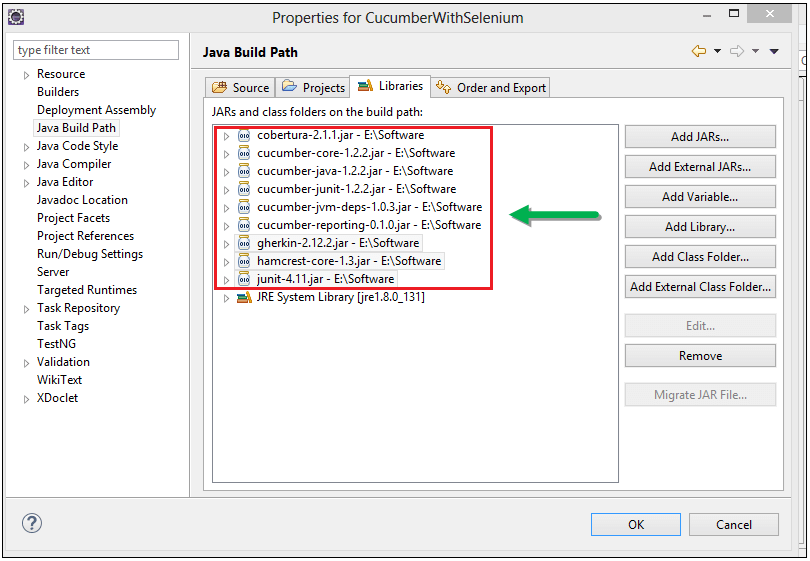 Properties for CucumberWithSelenium
type filter text
Resource
Builders
Deployment Assembly
Java Build Path
Java Code Style
Java Compiler
Java Editor
Javadoc Location
Project Facets
Project References
Run/Debug Settings
Server
Targeted Runtimes
Task Repository
Task Tags
TestNG
Validation
WikiText
XDoclet
Java Build Path
Source Projects Libraries Order and Export
JARs and class folders on the build path:
cobertura-2.1.1.jar - E:\Software
cucumber-core-1.2.2.jar - E:\Software
cucumber-java-1.2.2.jar - E:\Software
cucumber-junit-1.2.2.jar - E:\Software
cucumber-jvm-deps-1.0.3.jar - E:\Software
cucumber-reporting-0.1.0.jar - E:\Software
gherkin-2.12.2.jar - E:\Software
hamcrest-core-1.3.jar - E:\Software
junit-4.11.jar - E:\Software
JRE System Library [jre1.8.0_131]
Add JARs...
Add External JARs...
Add Variable...
Add Library...
Add Class Folder...
Add External Class Folder...
Edit...
Remove
Migrate JAR File...
OK
Cancel